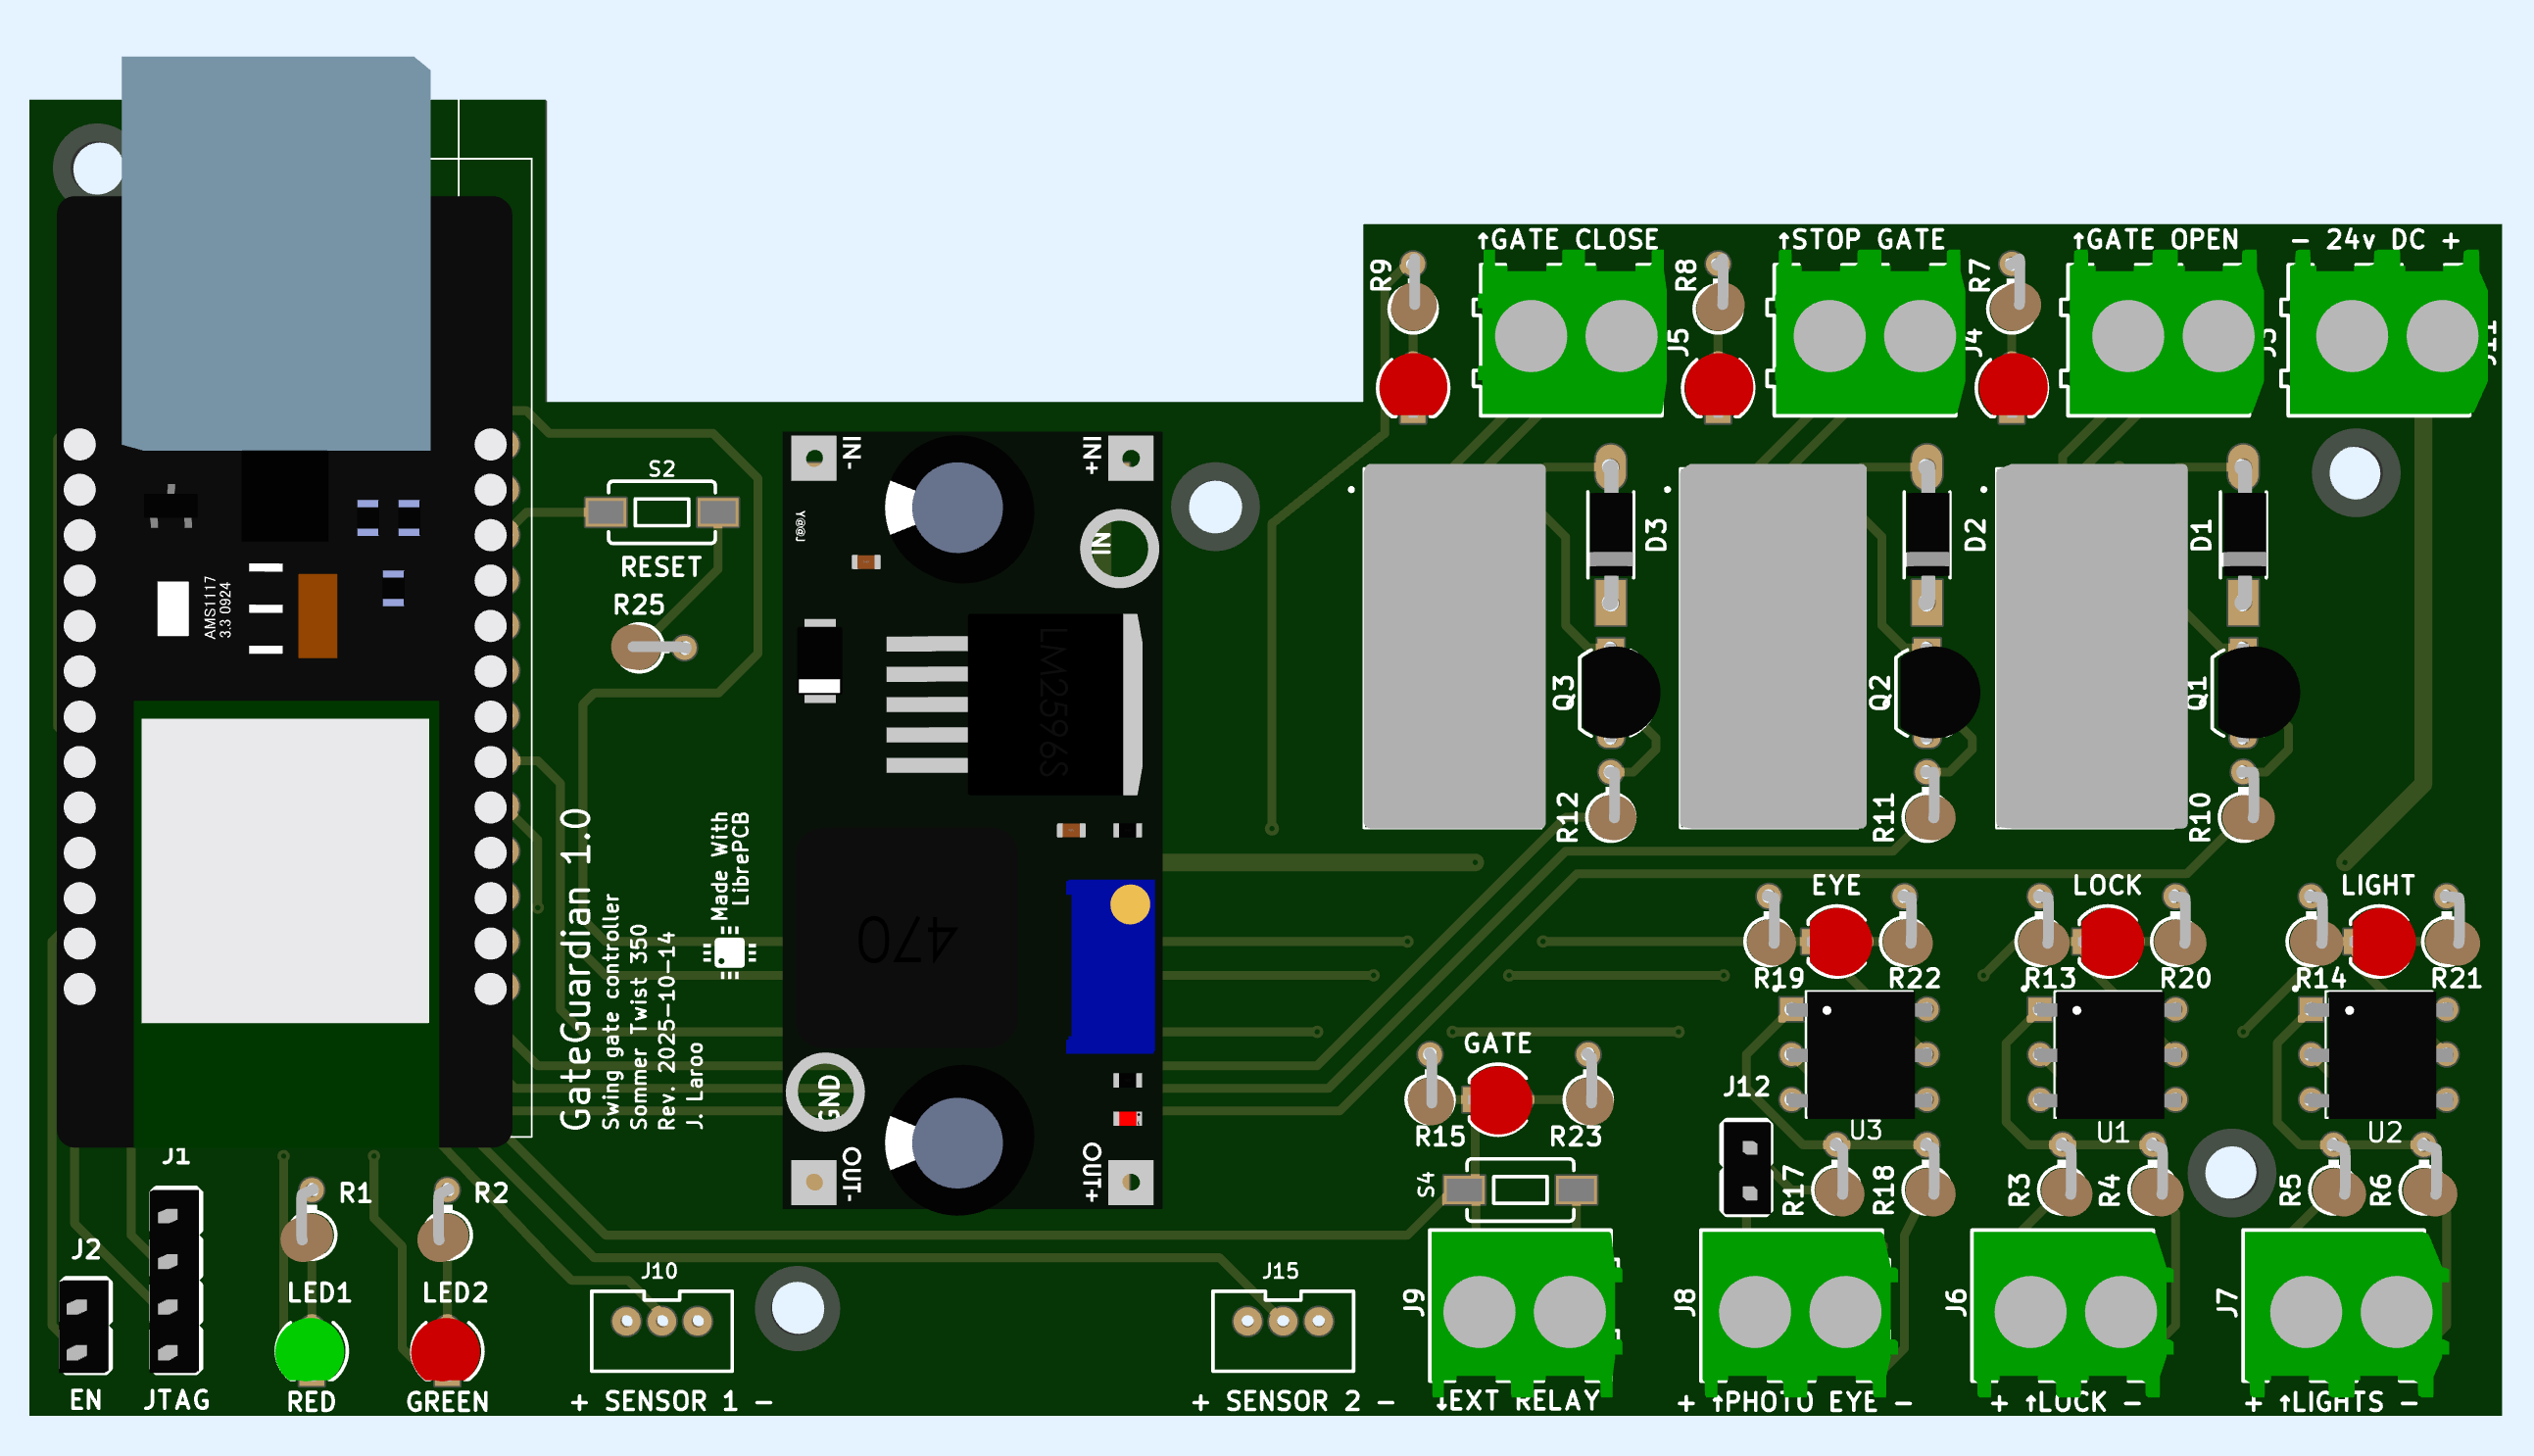 ↑GATE CLOSE
↑STOP GATE
↑GATE OPEN
- 24v DC +
R9
R8
R7
J5
J4
J3
J11
S2
RESET
R25
AMS1117
3.3 0924
IN-
IN+
Y@@J
IN
LM2596S
470
GND
OUT-
OUT+
D3
D2
D1
Q3
Q2
Q1
R12
R11
R10
GateGuardian 1.0
Swing gate controller
Sommer Twist 350
Rev. 2025-10-14
J. Laroo
Made With
LibrePCB
EYE
LOCK
LIGHT
R19
R22
R13
R20
R14
R21
GATE
R15
R23
J12
U3
U1
U2
S4
R17
R18
R3
R4
R5
R6
J1
J2
R1
R2
LED1
LED2
J10
J15
J9
J8
J6
J7
EN
JTAG
RED
GREEN
+ SENSOR 1 -
+ SENSOR 2 -
↓EXT RELAY
+ ↑PHOTO EYE -
+ ↑LOCK -
+ ↑LIGHTS -